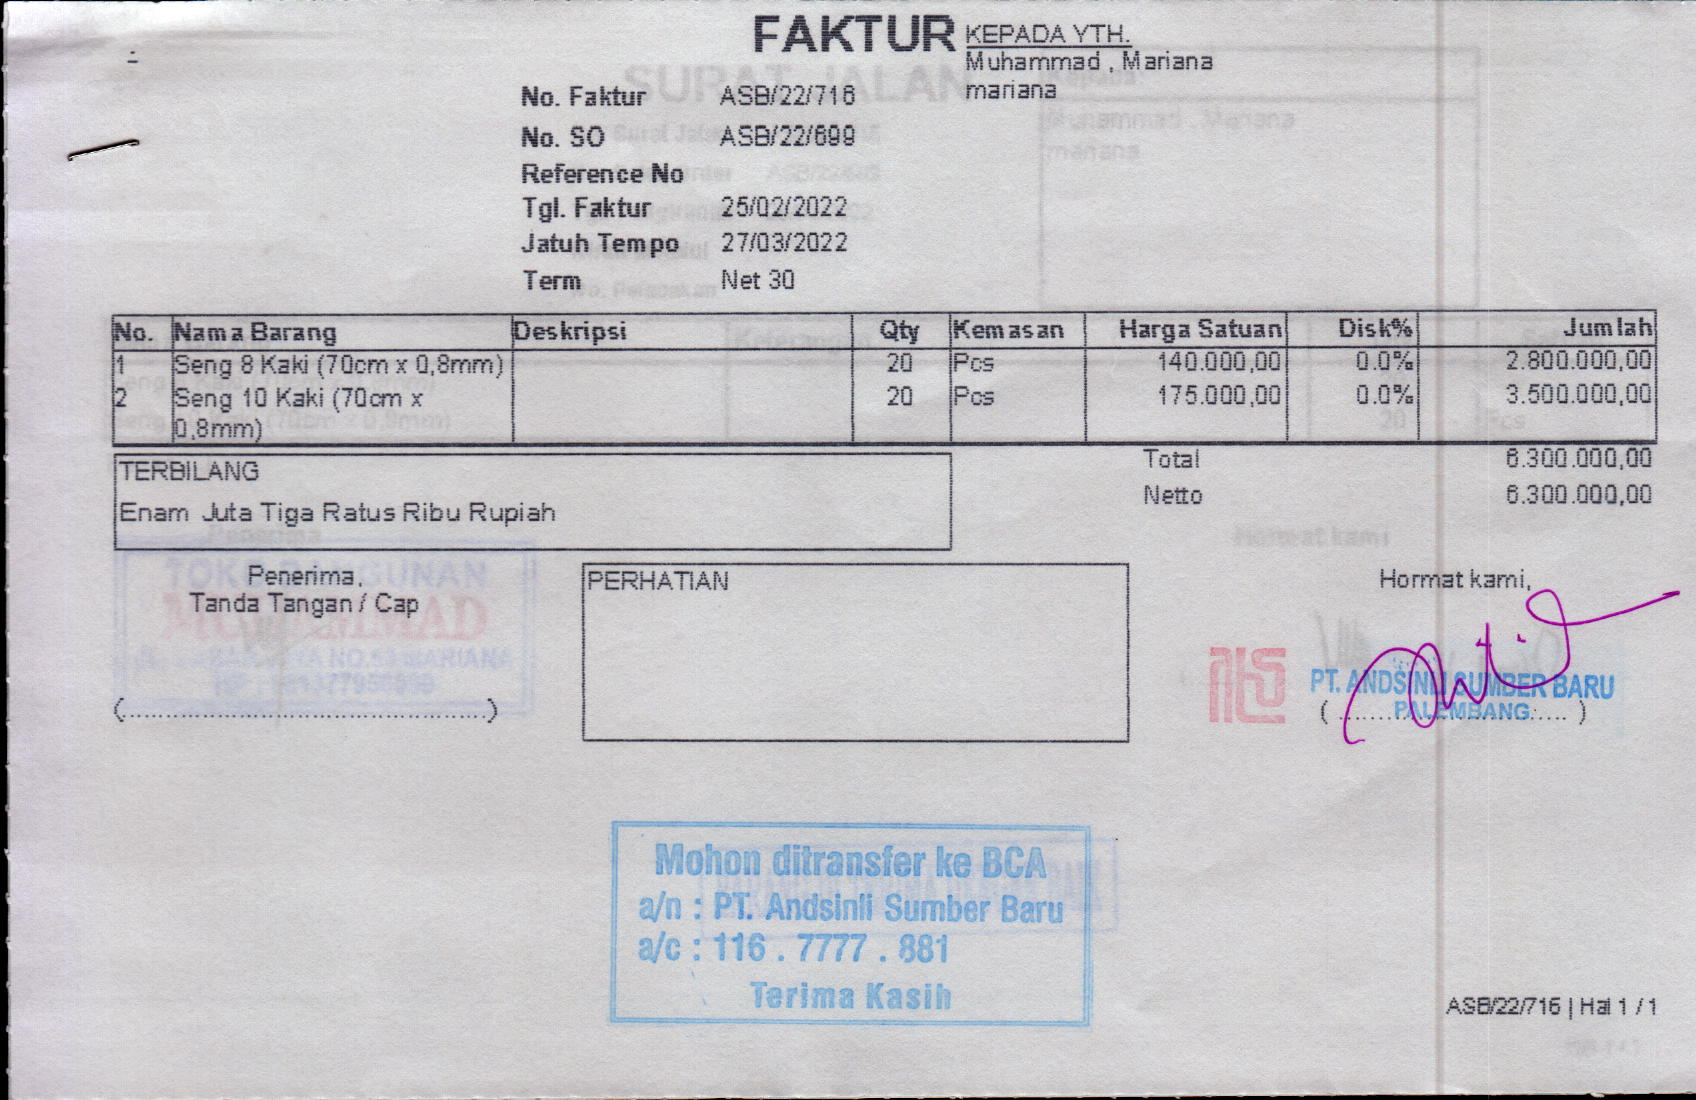 FAKTUR
KEPADA YTH.
Muhammad , Mariana
mariana
No. Faktur ASB/22/716
No. SO ASB/22/699
Reference No
Tgl. Faktur 25/02/2022
Jatuh Tempo 27/03/2022
Term Net 30
No. Nama Barang Deskripsi Qty Kemasan Harga Satuan Disk% Jumlah
1 Seng 8 Kaki (70cm x 0,8mm) 20 Pcs 140.000,00 0.0% 2.800.000,00
2 Seng 10 Kaki (70cm x 20 Pcs 175.000,00 0.0% 3.500.000,00
0,8mm)
Total 6.300.000,00
Netto 6.300.000,00
TERBILANG
Enam Juta Tiga Ratus Ribu Rupiah
Penerima,
Tanda Tangan / Cap
PERHATIAN
Hormat kami,
PT. ANDSINLI SUMBER BARU
PALEMBANG
Mohon ditransfer ke BCA
a/n : PT. Andsinli Sumber Baru
a/c : 116 . 7777 . 881
Terima Kasih
ASB/22/716 | Hal 1 / 1